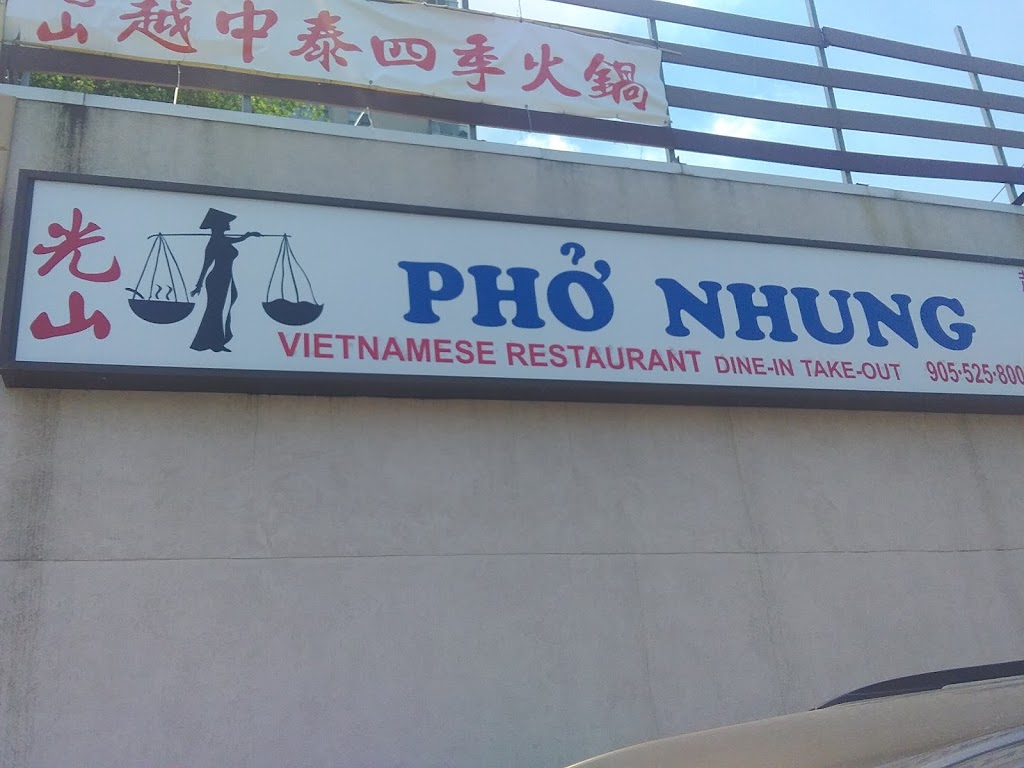 山越中泰四季火鍋
光山
PHỞ NHUNG
VIETNAMESE RESTAURANT DINE-IN TAKE-OUT 905·525·800